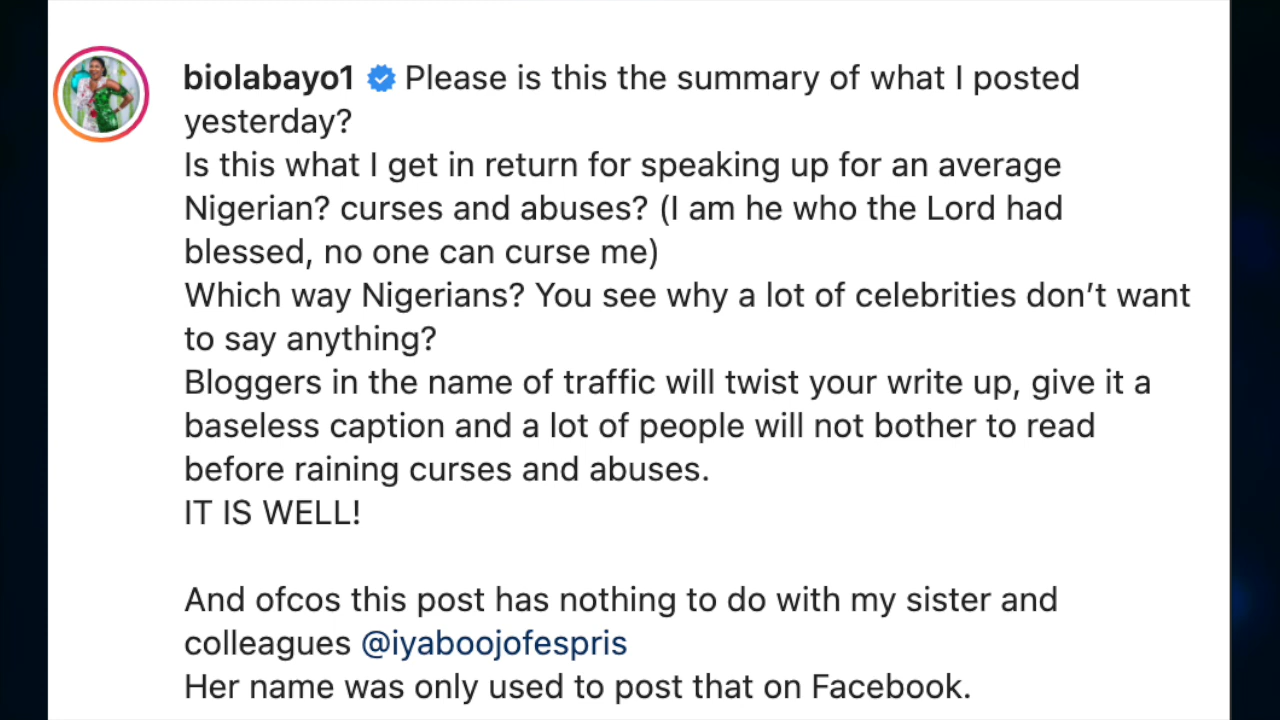 biolabayo1 Please is this the summary of what I posted
yesterday?
Is this what I get in return for speaking up for an average
Nigerian? curses and abuses? (I am he who the Lord had
blessed, no one can curse me)
Which way Nigerians? You see why a lot of celebrities don't want
to say anything?
Bloggers in the name of traffic will twist your write up, give it a
baseless caption and a lot of people will not bother to read
before raining curses and abuses.
IT IS WELL!
And ofcos this post has nothing to do with my sister and
colleagues @iyaboojofespris
Her name was only used to post that on Facebook.